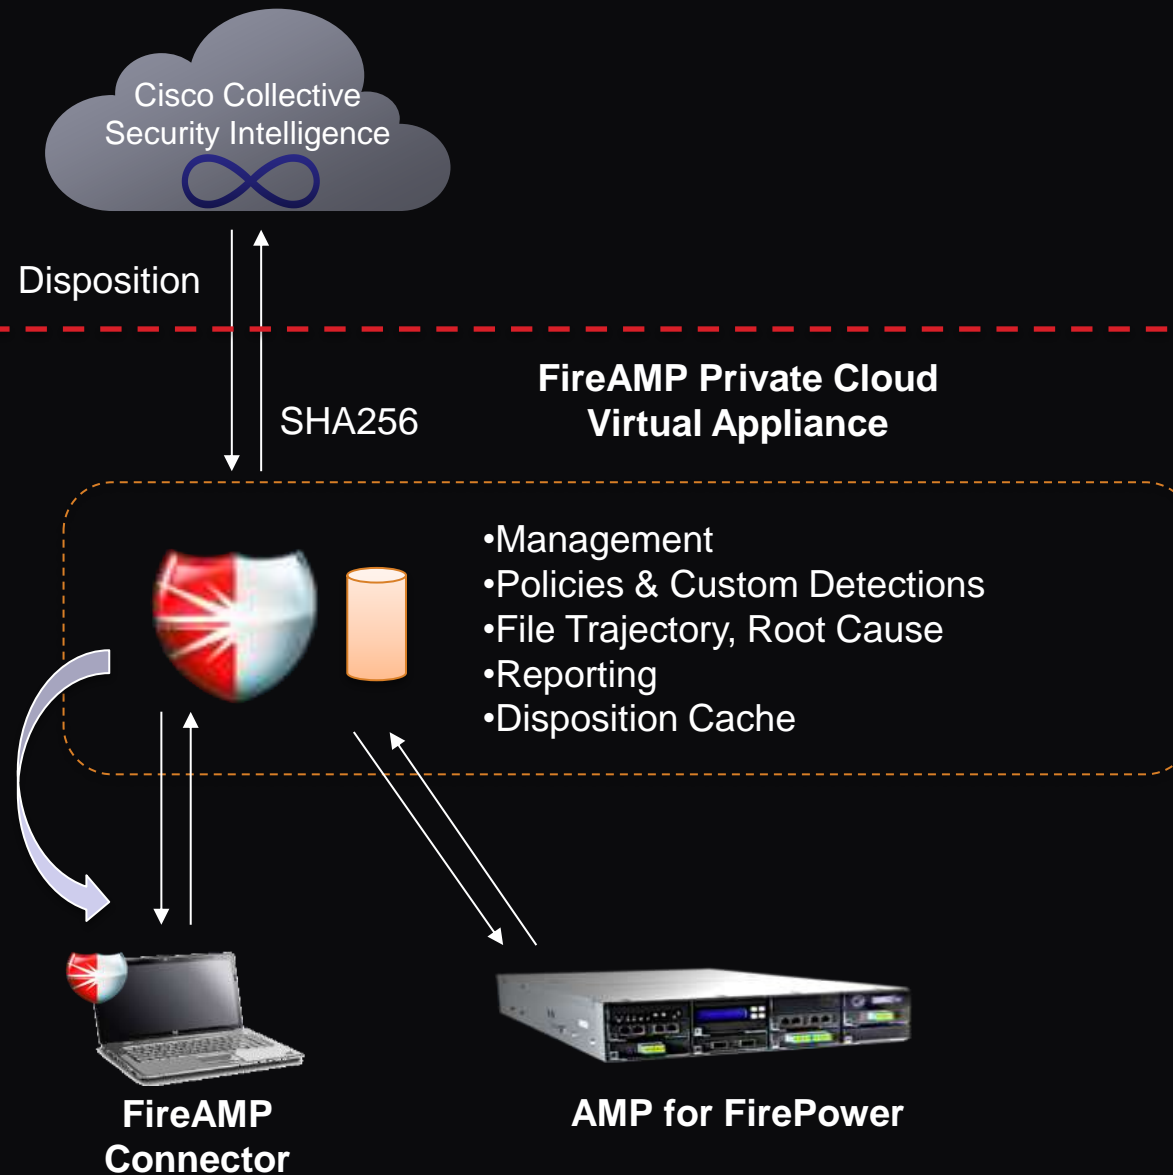 Cisco Collective
Security Intelligence
Disposition
FireAMP Private Cloud
Virtual Appliance
SHA256
•Management
•Policies & Custom Detections
•File Trajectory, Root Cause
•Reporting
•Disposition Cache
FireAMP
Connector
AMP for FirePower